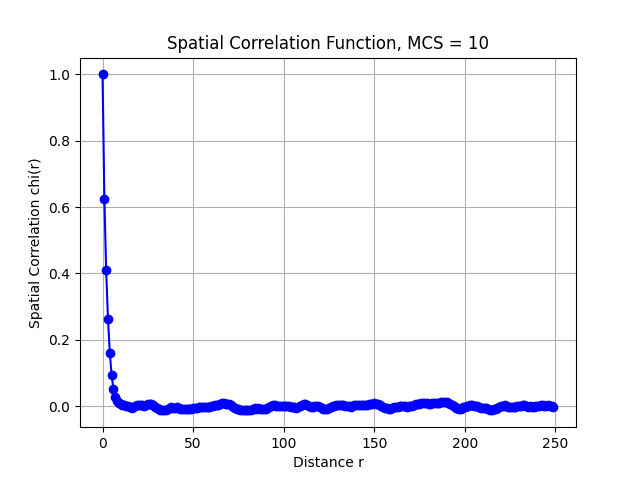 Spatial Correlation Function, MCS = 10
1.0
0.8
0.6
0.4
0.2
0.0
Spatial Correlation chi(r)
0 50 100 150 200 250
Distance r